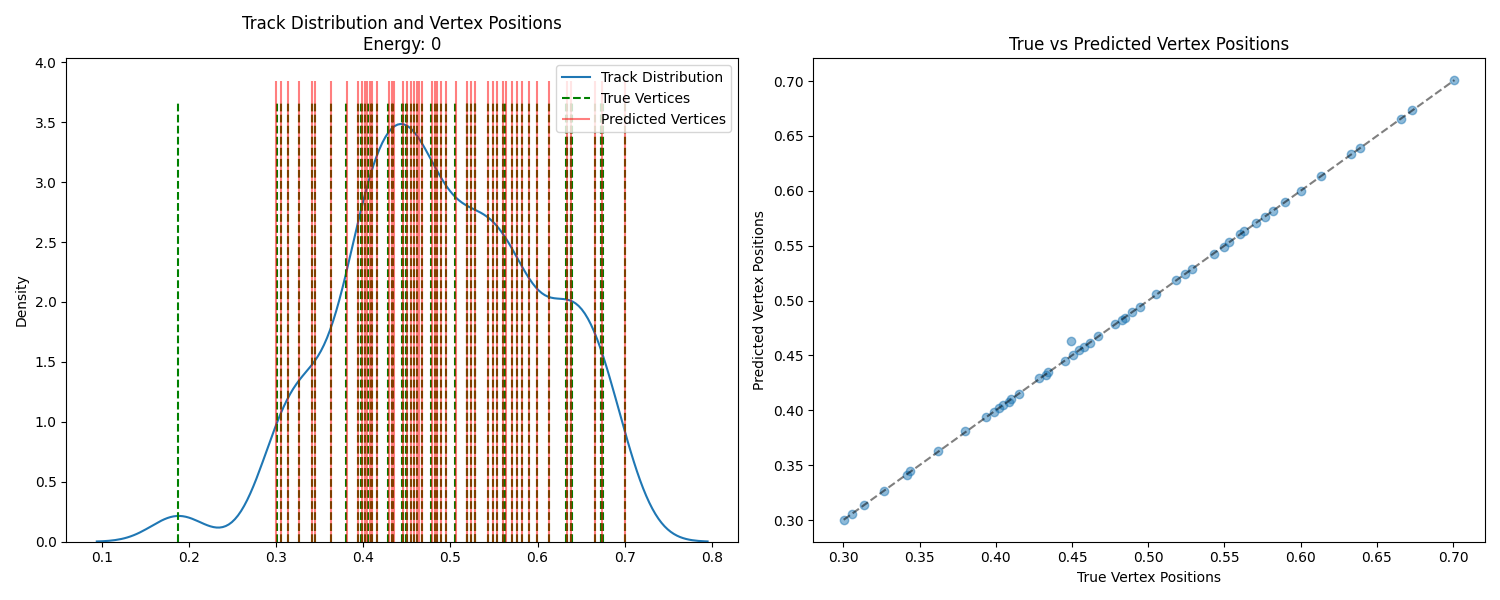 Track Distribution and Vertex Positions
Energy: 0
Track Distribution
True Vertices
Predicted Vertices
Density
4.0
3.5
3.0
2.5
2.0
1.5
1.0
0.5
0.0
0.1 0.2 0.3 0.4 0.5 0.6 0.7 0.8
True vs Predicted Vertex Positions
Predicted Vertex Positions
0.70
0.65
0.60
0.55
0.50
0.45
0.40
0.35
0.30
0.30 0.35 0.40 0.45 0.50 0.55 0.60 0.65 0.70
True Vertex Positions